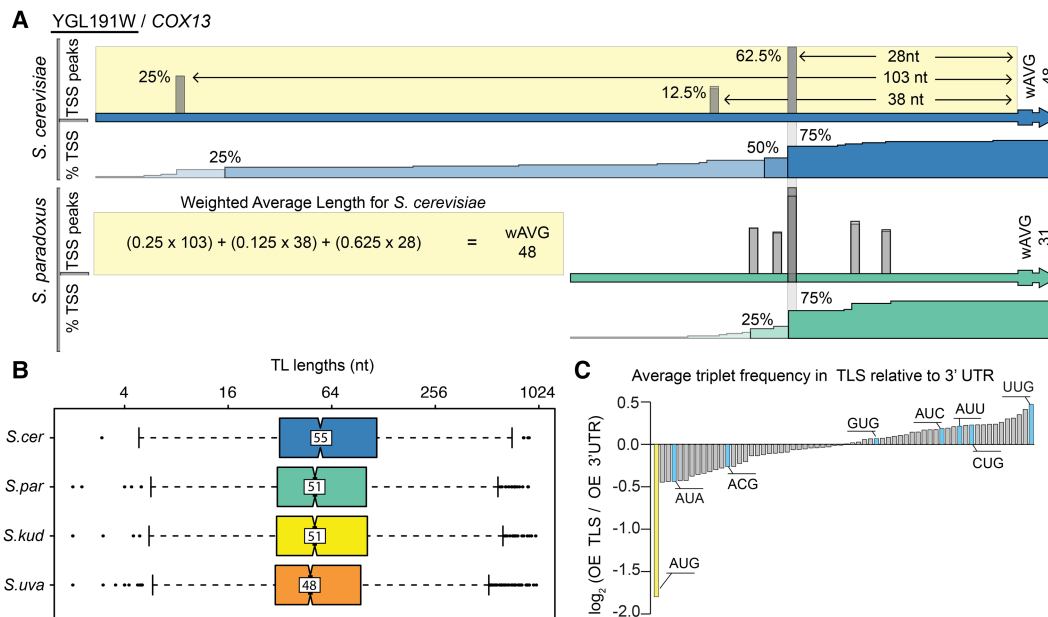 A
YGL191W / COX13
S. cerevisiae
TSS peaks
25%
12.5%
62.5%
28nt
103 nt
38 nt
wAVG
48
% TSS
25%
50%
75%
S. paradoxus
TSS peaks
Weighted Average Length for S. cerevisiae
(0.25 x 103) + (0.125 x 38) + (0.625 x 28) = wAVG
48
wAVG
31
% TSS
25%
75%
B
TL lengths (nt)
4 16 64 256 1024
S.cer
55
S.par
51
S.kud
51
S.uva
48
C
Average triplet frequency in TLS relative to 3' UTR
log2 (OE TLS / OE 3'UTR)
0.5
0.0
-0.5
-1.0
-1.5
-2.0
AUG
AUA
ACG
GUG
AUC
AUU
CUG
UUG